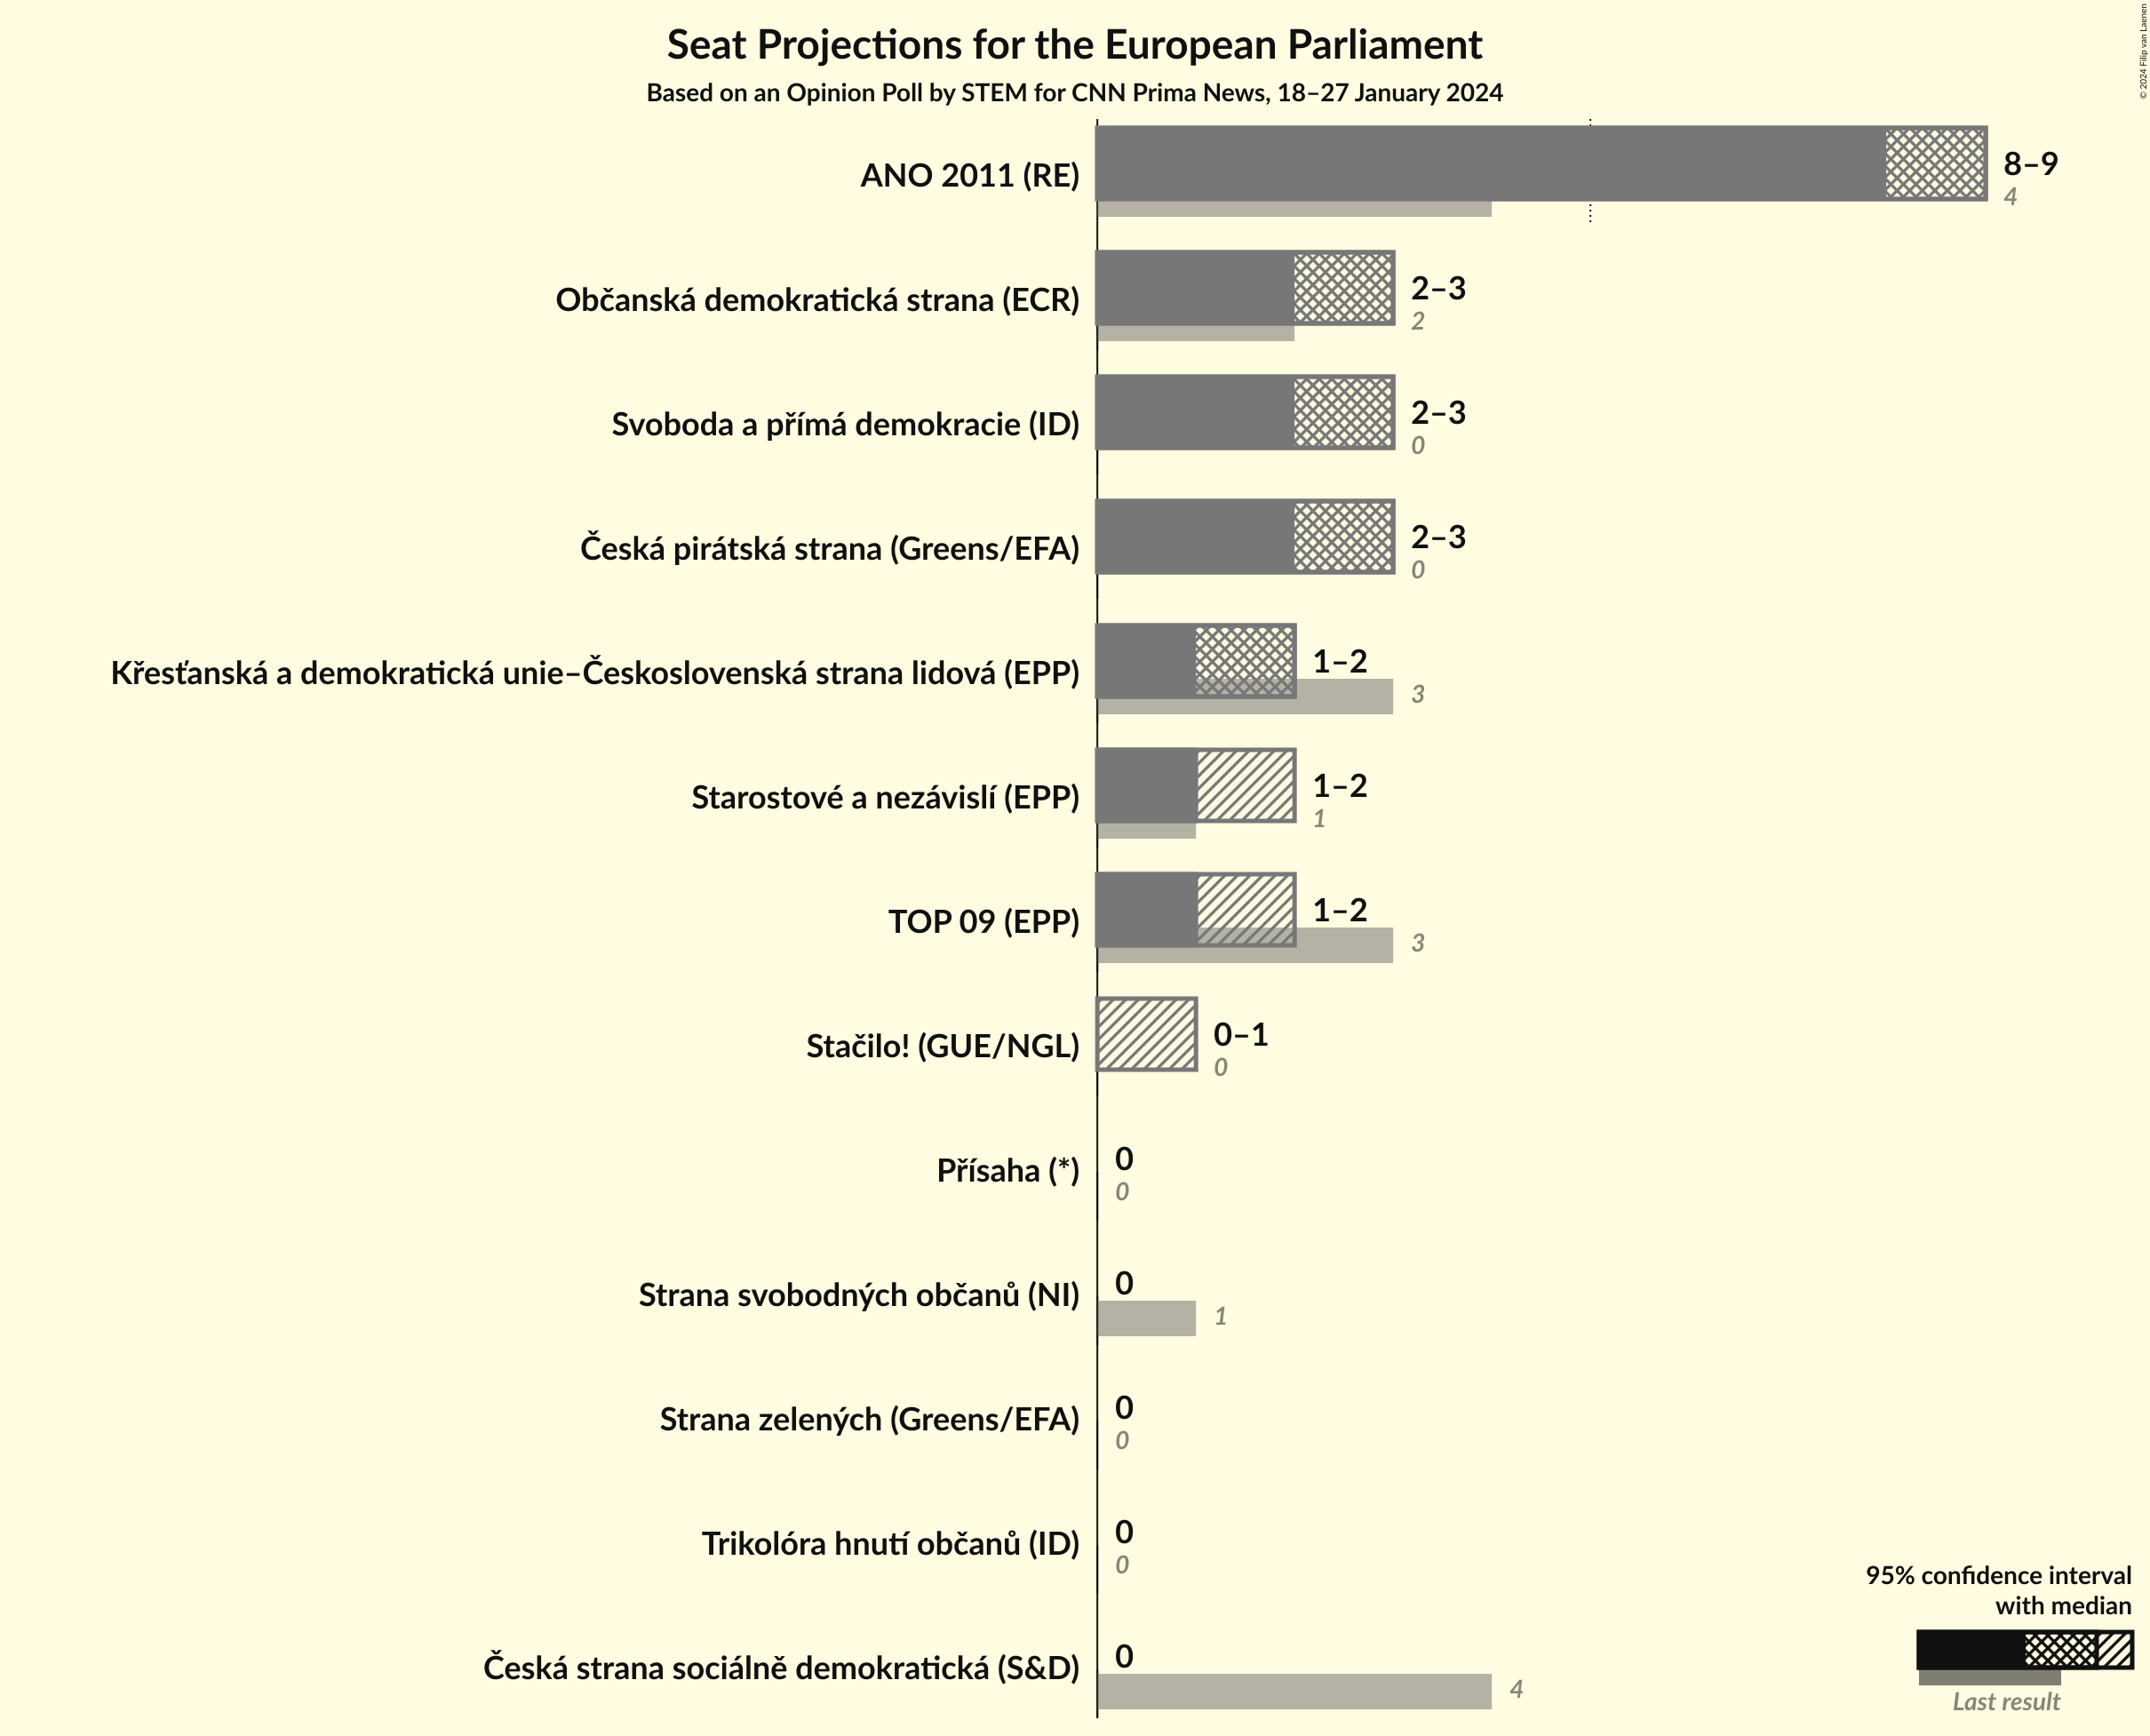 Seat Projections for the European Parliament
Based on an Opinion Poll by STEM for CNN Prima News, 18–27 January 2024
© 2024 Filip van Laenen
ANO 2011 (RE)
8–9
4
Občanská demokratická strana (ECR)
2–3
2
Svoboda a přímá demokracie (ID)
2–3
0
Česká pirátská strana (Greens/EFA)
2–3
0
Křesťanská a demokratická unie–Československá strana lidová (EPP)
1–2
3
Starostové a nezávislí (EPP)
1–2
1
TOP 09 (EPP)
1–2
3
Stačilo! (GUE/NGL)
0–1
0
Přísaha (*)
0
0
Strana svobodných občanů (NI)
0
1
Strana zelených (Greens/EFA)
0
0
Trikolóra hnutí občanů (ID)
0
0
Česká strana sociálně demokratická (S&D)
0
4
95% confidence interval
with median
Last result